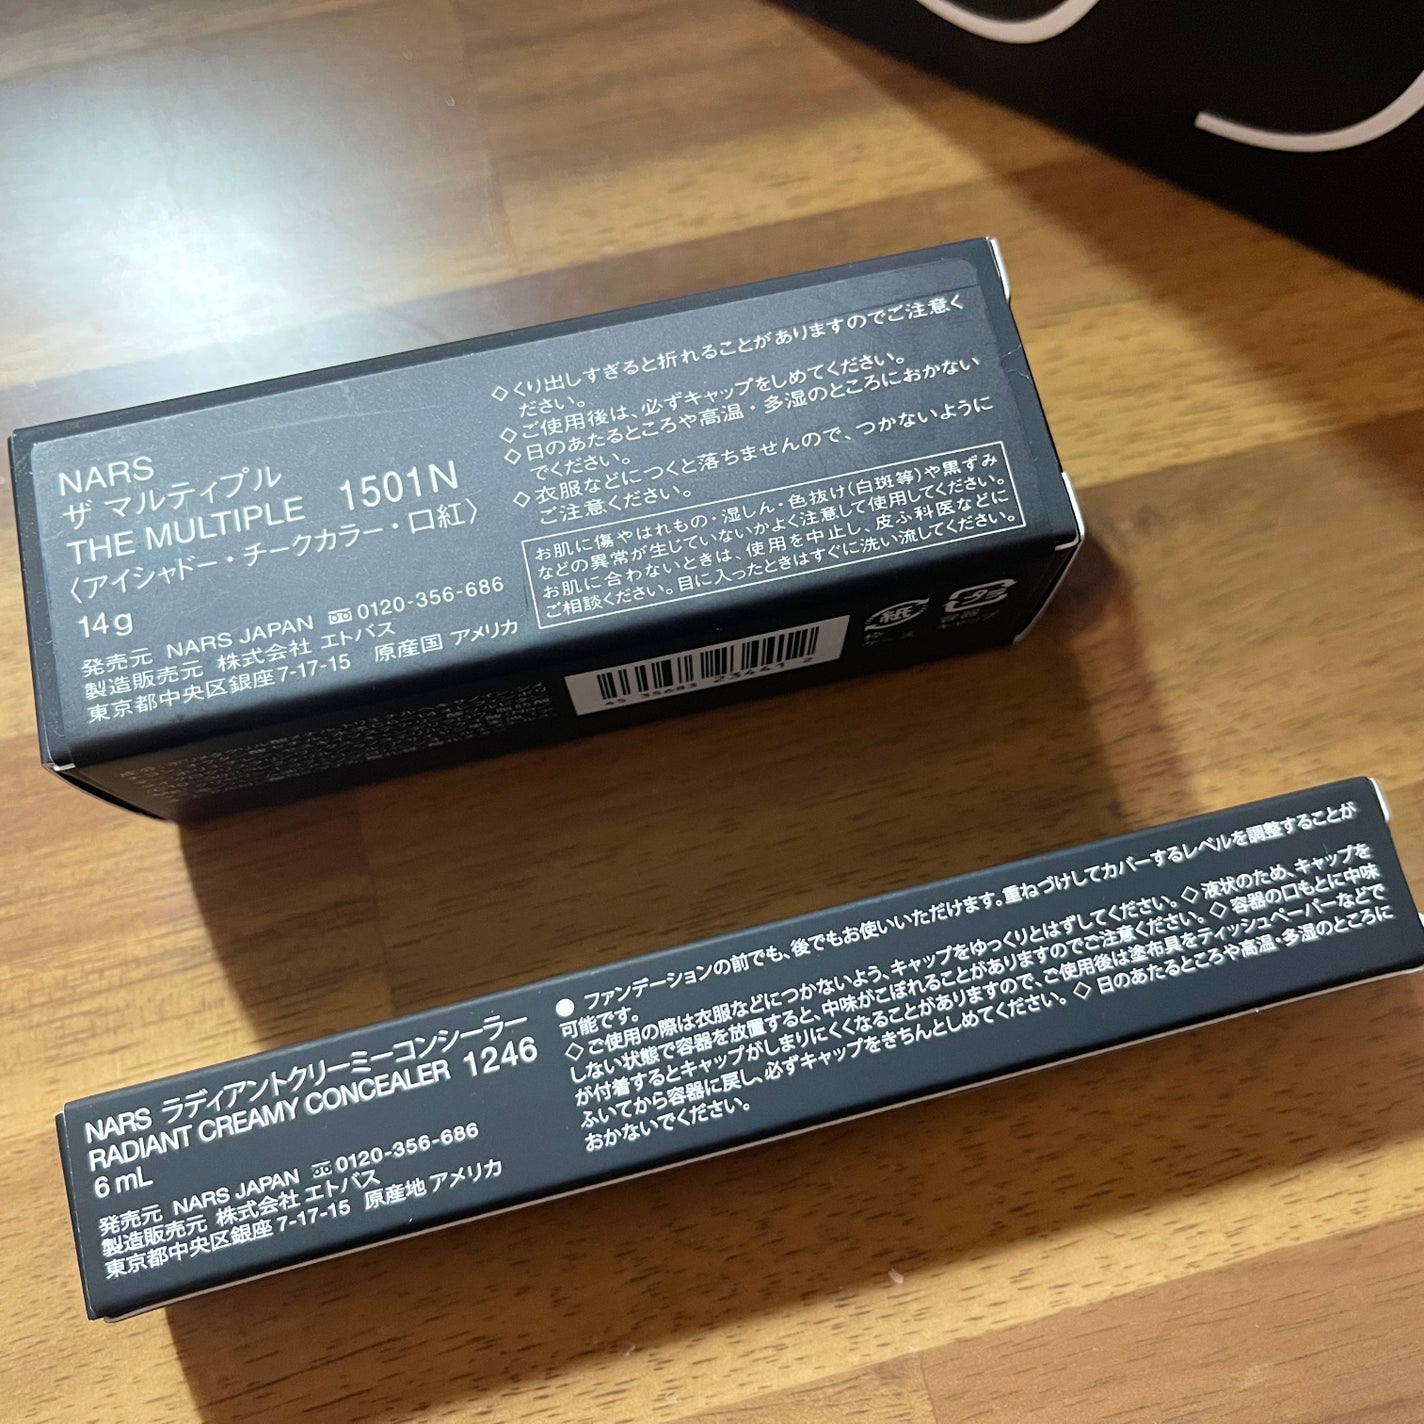 NARS
ザ マルティプル
THE MULTIPLE 1501N
〈アイシャドー・チークカラー・口紅〉
14g
発売元 NARS JAPAN 0120-356-686
製造販売元 株式会社 エトバス
東京都中央区銀座7-17-15 原産国 アメリカ
◇くり出しすぎると折れることがありますのでご注意く
ださい。
◇ご使用後は、必ずキャップをしめてください。
◇日のあたるところや高温・多湿のところにおかない
でください。
◇衣服などにつくと落ちませんので、つかないように
ご注意ください。
お肌に傷やはれもの・湿しん・色抜け(白斑等)や黒ずみ
などの異常が生じていないかよく注意して使用してください。
お肌に合わないときは、使用を中止し、皮ふ科医などに
ご相談ください。目に入ったときはすぐに洗い流してください。
紙
NARS ラディアントクリーミーコンシーラー
RADIANT CREAMY CONCEALER 1246
6 mL
発売元 NARS JAPAN 0120-356-686
製造販売元 株式会社 エトバス
東京都中央区銀座 7-17-15 原産地 アメリカ
● ファンデーションの前でも、後でもお使いいただけます。重ねづけしてカバーするレベルを調整することが
可能です。
◇ ご使用の際は衣服などにつかないよう、キャップをゆっくりとはずしてください。◇ 液状のため、キャップを
しない状態で容器を放置すると、中味がこぼれることがありますのでご注意ください。◇ 容器の口もとに中味
が付着するとキャップがしまりにくくなることがありますので、ご使用後は塗布具をティッシュペーパーなどで
ふいてから容器に戻し、必ずキャップをきちんとしめてください。◇ 日のあたるところや高温・多湿のところに
おかないでください。